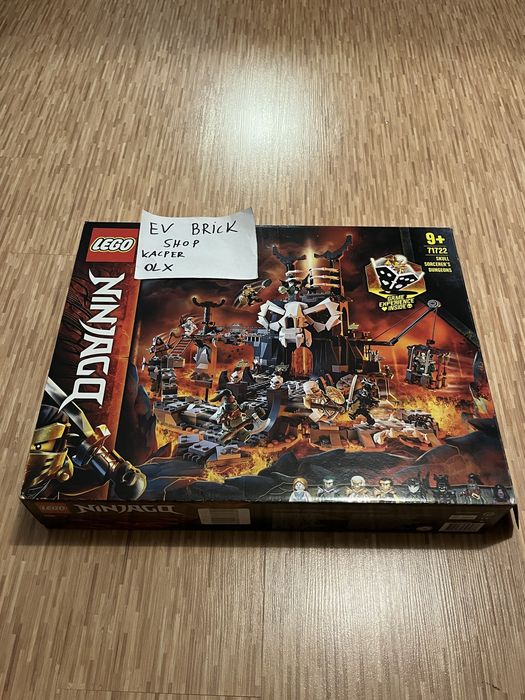 EV BRICK
SHOP
KACPER
OLX
LEGO
NINJAGO
9+
71722
SKULL
SORCERER'S
DUNGEONS
GAME
EXPERIENCE
INSIDE
LEGO
NINJAGO